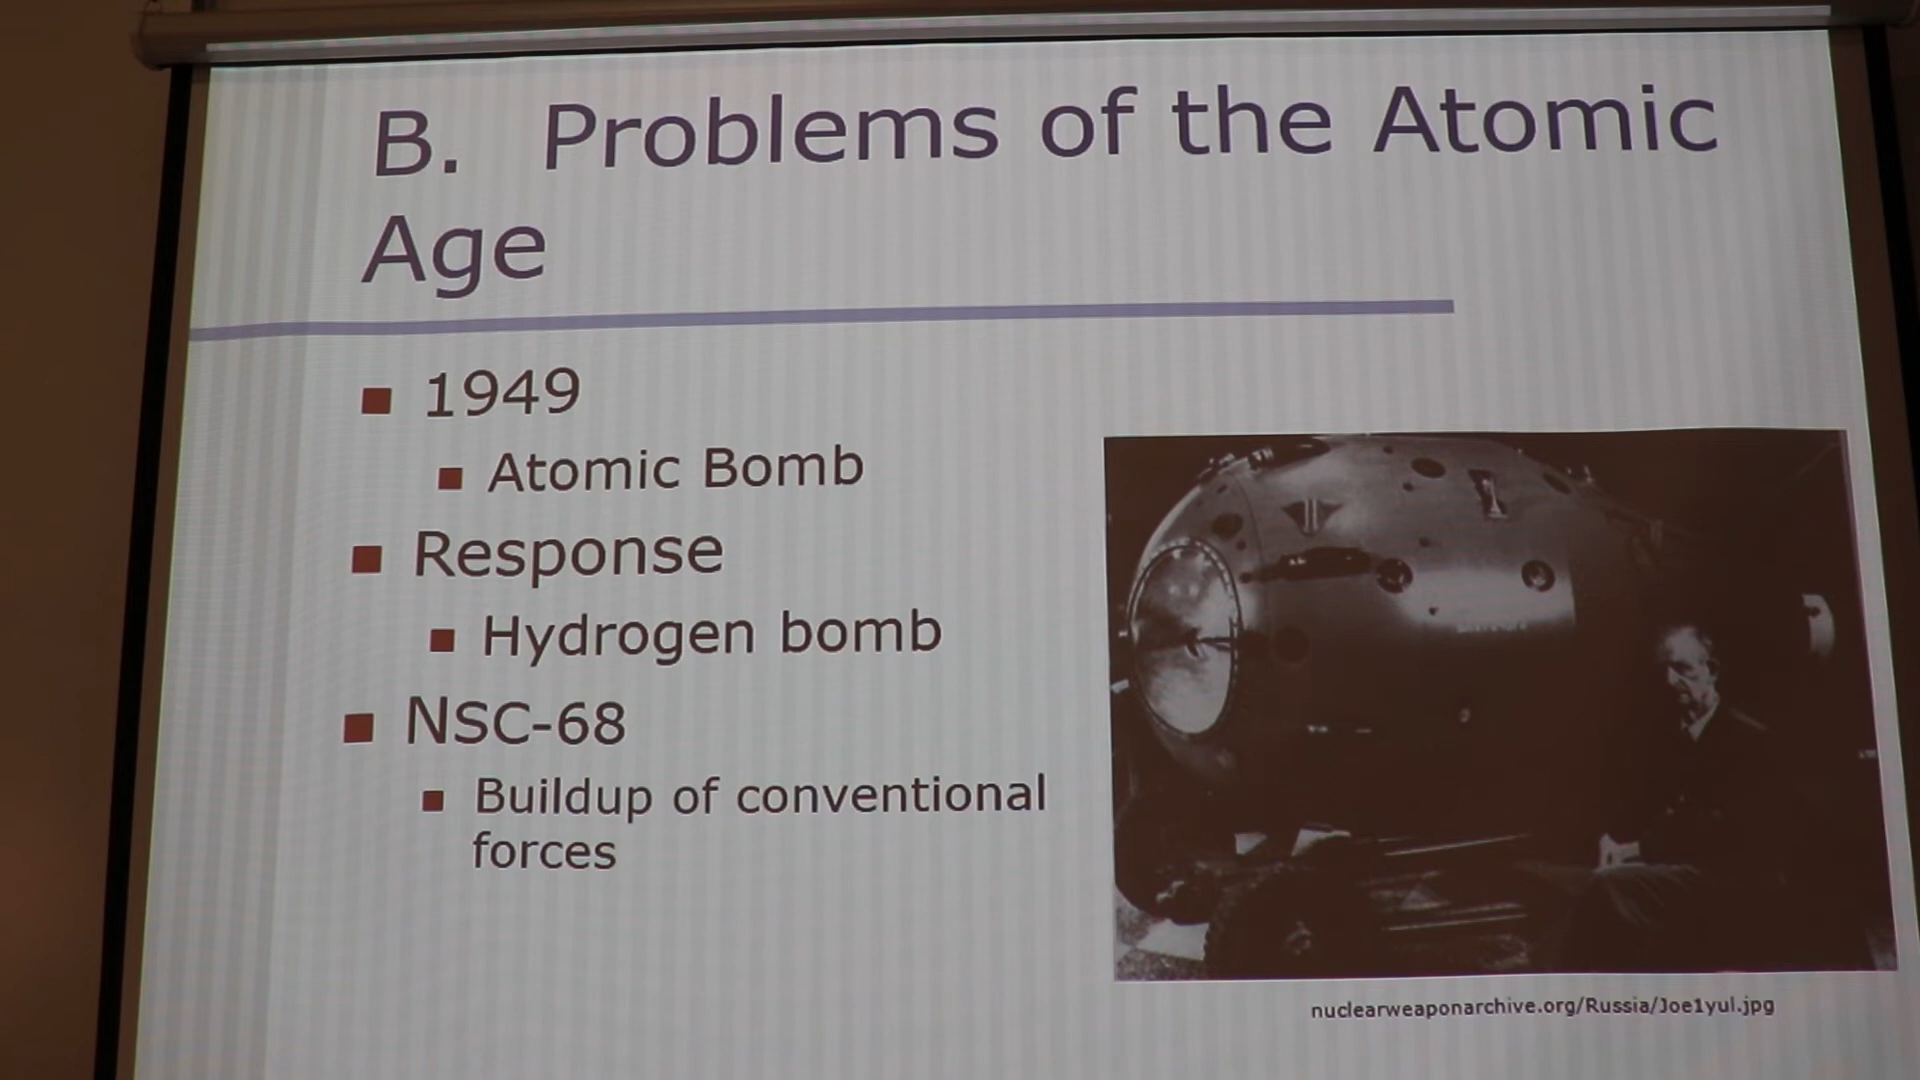 B. Problems of the Atomic
Age
1949
Atomic Bomb
Response
Hydrogen bomb
NSC-68
Buildup of conventional
forces
nuclearweaponarchive.org/Russia/Joe1yul.jpg